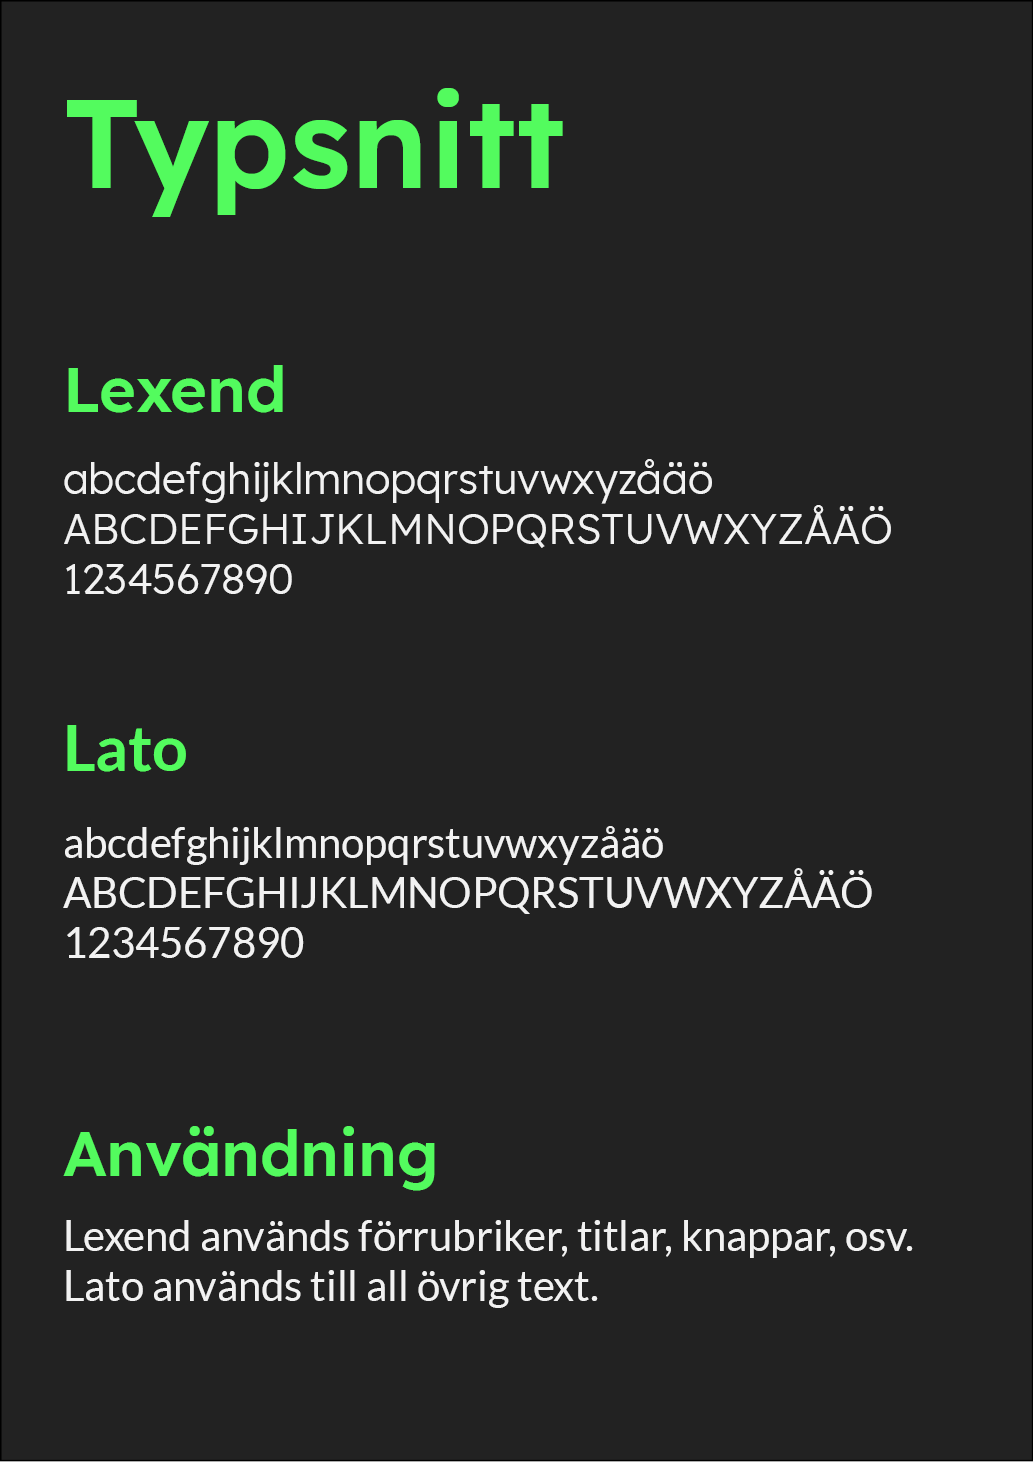 Typsnitt
Lexend
abcdefghijklmnopqrstuvwxyzåäö
ABCDEFGHIJKLMNOPQRSTUVWXYZÅÄÖ
1234567890
Lato
abcdefghijklmnopqrstuvwxyzåäö
ABCDEFGHIJKLMNOPQRSTUVWXYZÅÄÖ
1234567890
Användning
Lexend används förrubriker, titlar, knappar, osv.
Lato används till all övrig text.